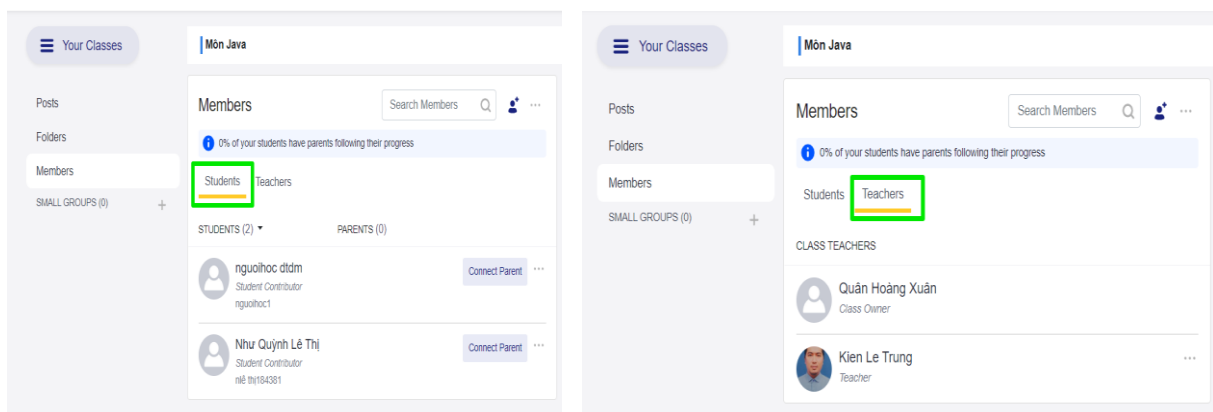 Your Classes
Môn Java
Posts
Folders
Members
SMALL GROUPS (0) +
Members
Search Members
0% of your students have parents following their progress
Students Teachers
STUDENTS (2) PARENTS (0)
nguoihoc dtdm
Student Contributor
nguoihoc1
Connect Parent
Như Quỳnh Lê Thị
Student Contributor
nlê thị184381
Connect Parent
Your Classes
Môn Java
Posts
Folders
Members
SMALL GROUPS (0) +
Members
Search Members
0% of your students have parents following their progress
Students Teachers
CLASS TEACHERS
Quân Hoàng Xuân
Class Owner
Kien Le Trung
Teacher